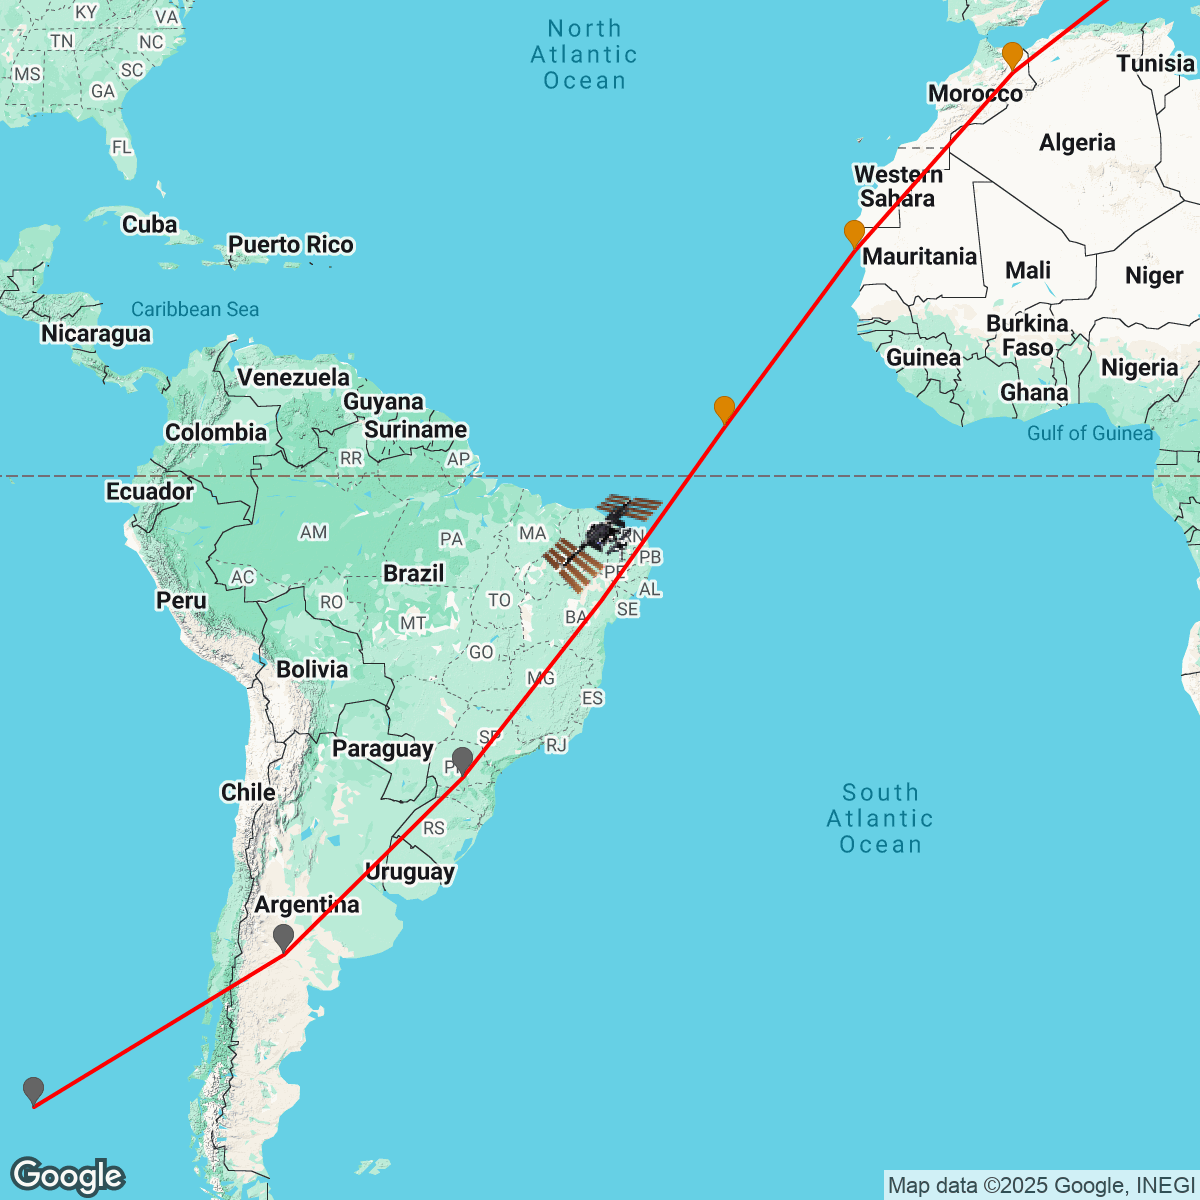 KY
VA
TN
NC
MS
SC
GA
FL
North
Atlantic
Ocean
Tunisia
Morocco
Algeria
Western
Sahara
Cuba
Puerto Rico
Mauritania
Mali
Niger
Caribbean Sea
Nicaragua
Burkina
Faso
Guinea
Nigeria
Venezuela
Ghana
Guyana
Suriname
Colombia
Gulf of Guinea
RR
AP
Ecuador
AM
PA
MA
RN
PB
Brazil
PE
AC
AL
Peru
RO
TO
SE
MT
BA
GO
Bolivia
MG
ES
SP
RJ
Paraguay
Chile
South
Atlantic
Ocean
RS
Uruguay
Argentina
Google
Map data ©2025 Google, INEGI